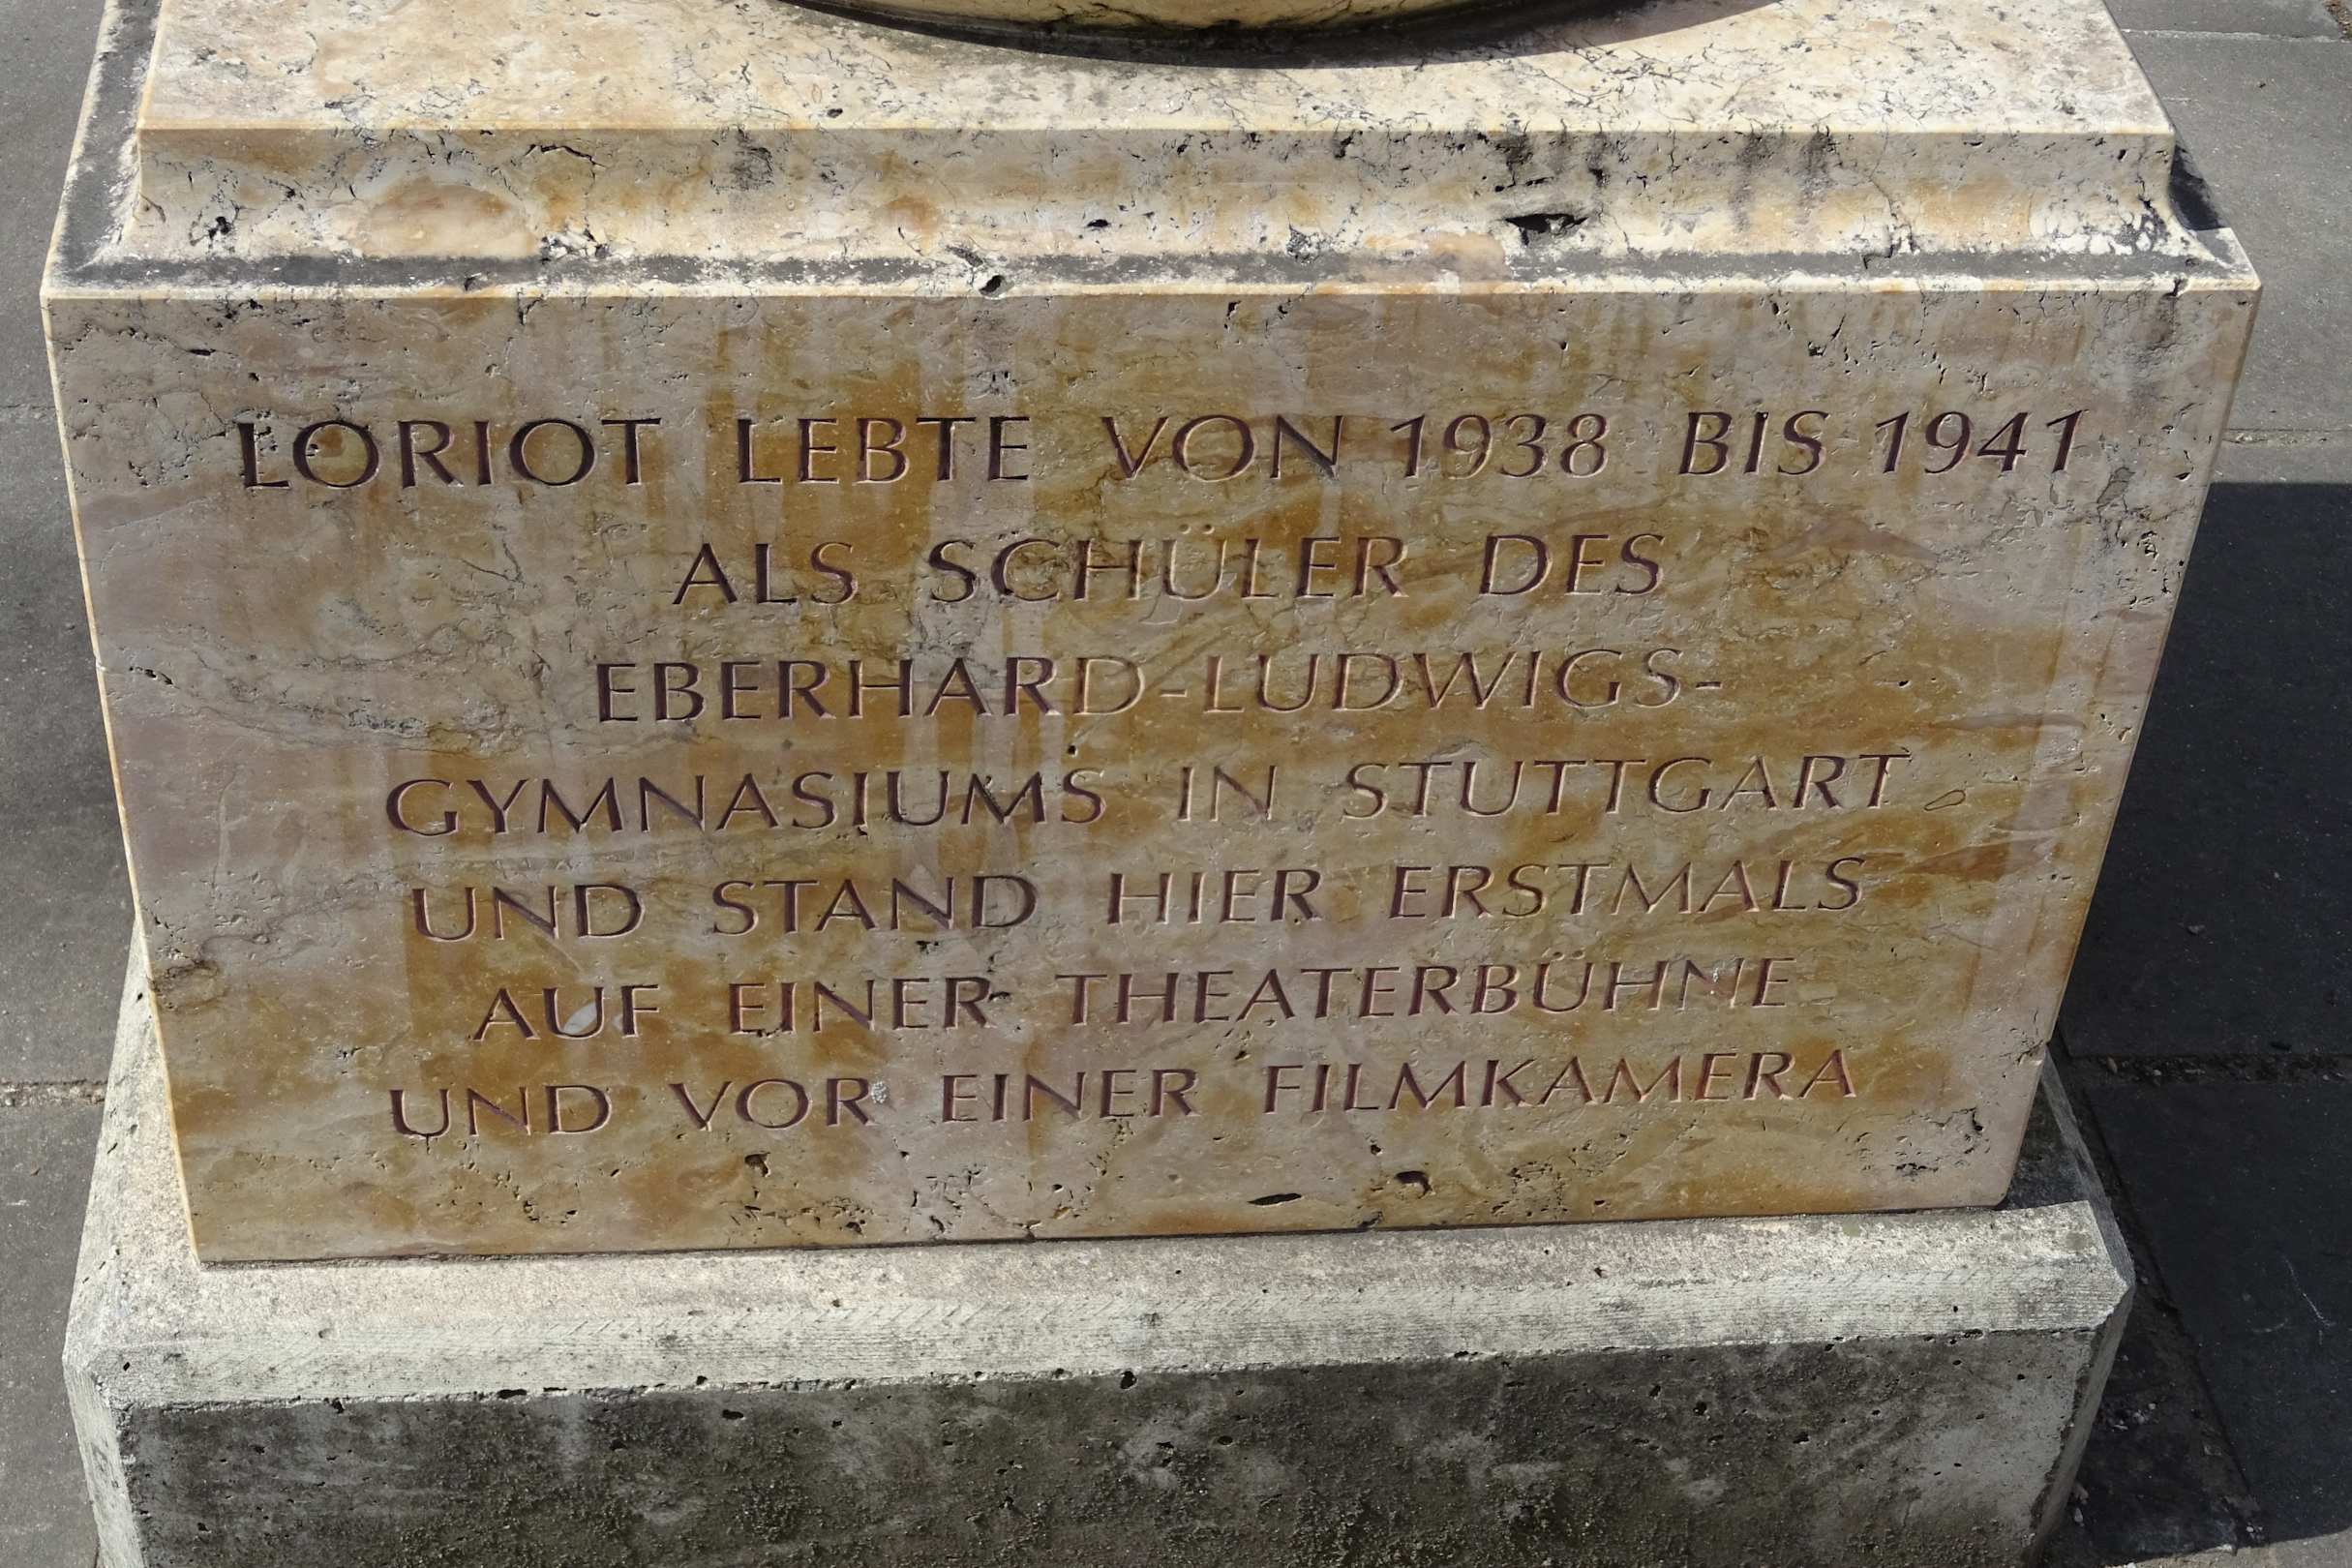 LORIOT LEBTE VON 1938 BIS 1941
ALS SCHÜLER DES
EBERHARD-LUDWIGS-
GYMNASIUMS IN STUTTGART
UND STAND HIER ERSTMALS
AUF EINER THEATERBÜHNE
UND VOR EINER FILMKAMERA